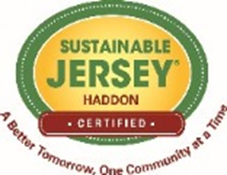 SUSTAINABLE
JERSEY®
HADDON
• CERTIFIED •
A Better Tomorrow, One Community at a Time